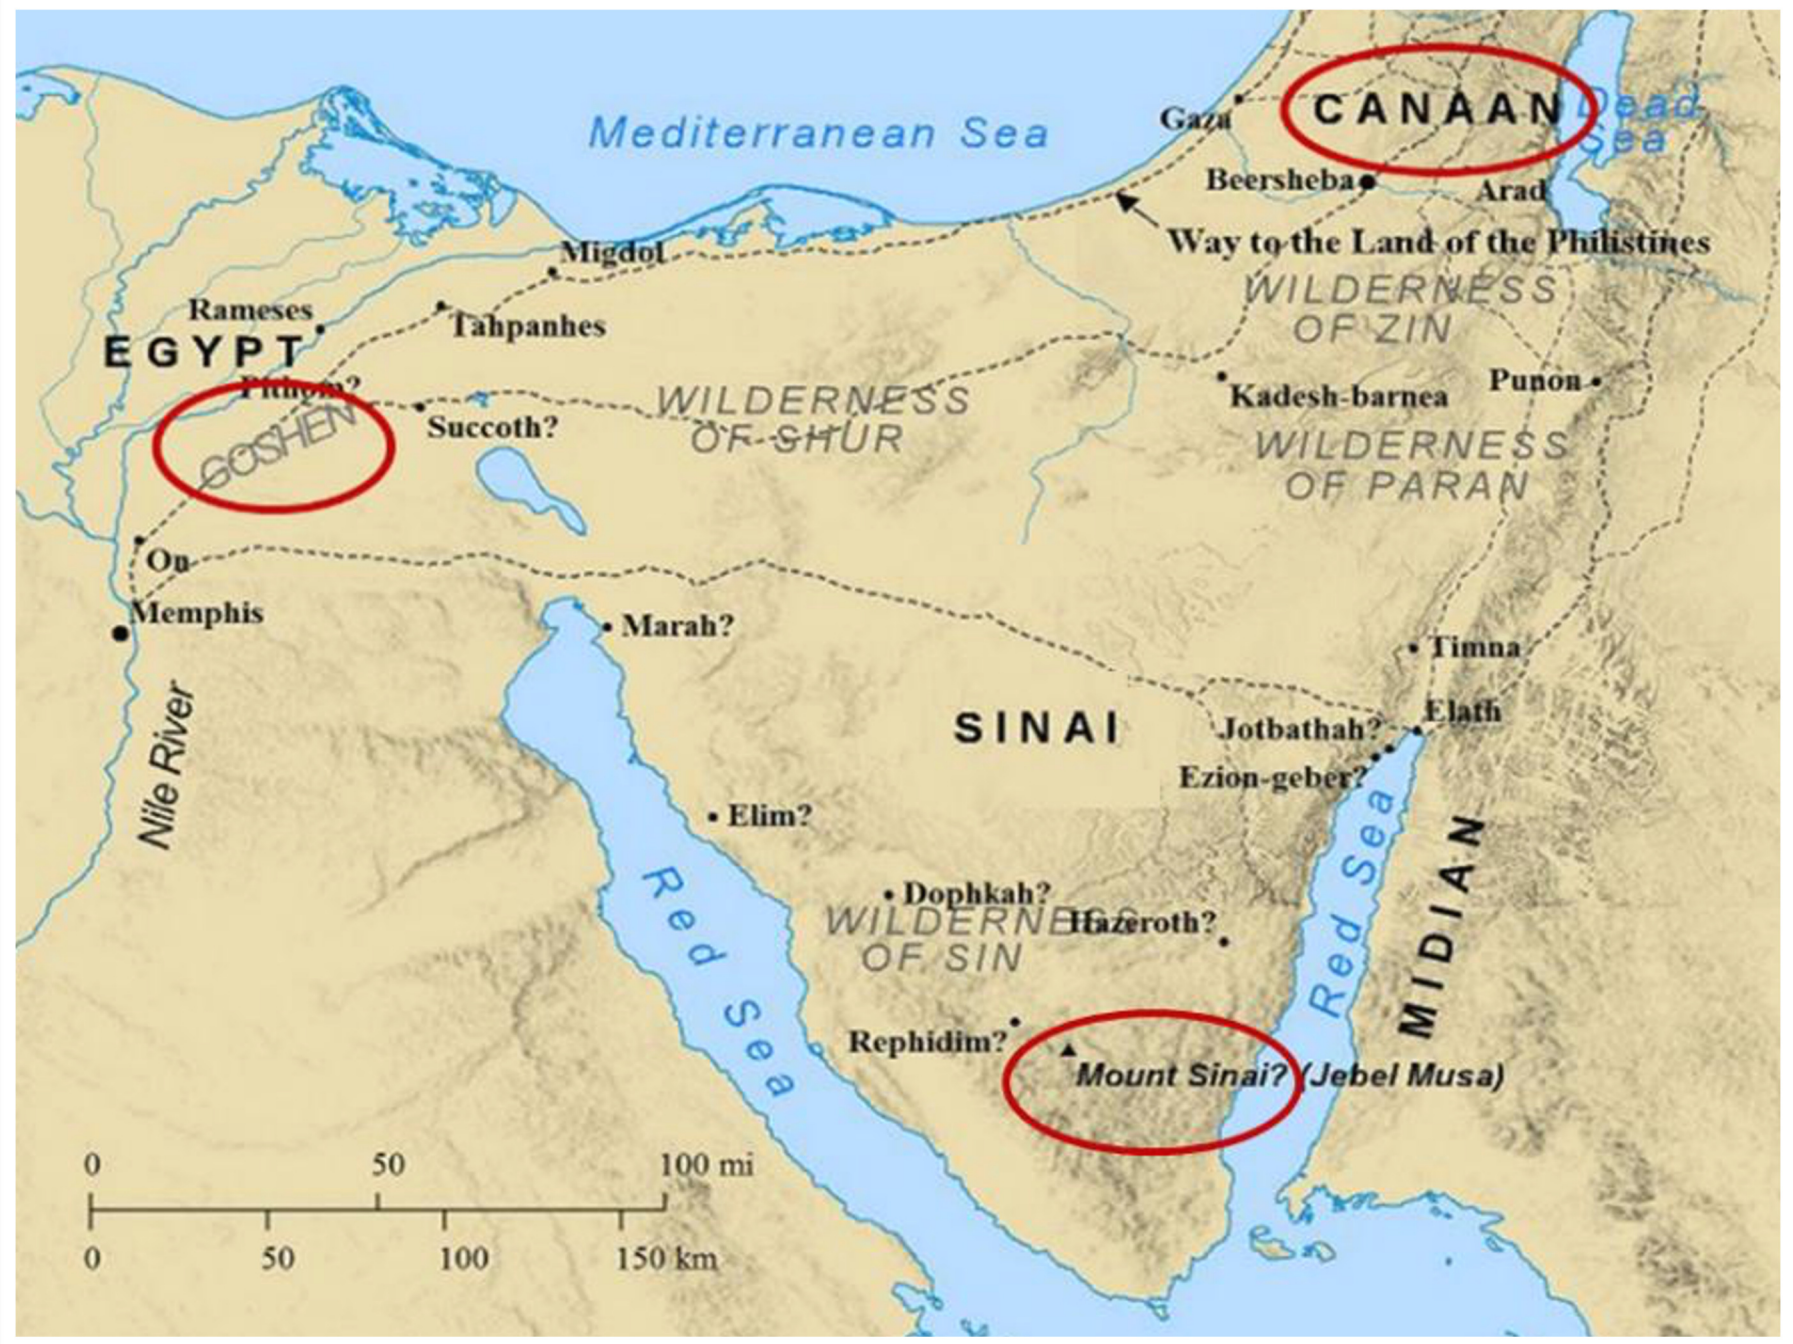 Mediterranean Sea
Gaza
CANAAN
Dead
Sea
Beersheba
Arad
Way to the Land of the Philistines
Migdol
WILDERNESS
OF ZIN
Rameses
Tahpanhes
EGYPT
Pithom?
GOSHEN
Succoth?
WILDERNESS
OF SHUR
Kadesh-barnea
Punon
WILDERNESS
OF PARAN
On
Memphis
Marah?
Timna
Nile River
SINAI
Elath
Jotbathah?
Ezion-geber?
Elim?
Red Sea
Red Sea
MIDIAN
Dophkah?
WILDERNESS
OF SIN
Hazeroth?
Rephidim?
Mount Sinai? (Jebel Musa)
0 50 100 mi
0 50 100 150 km